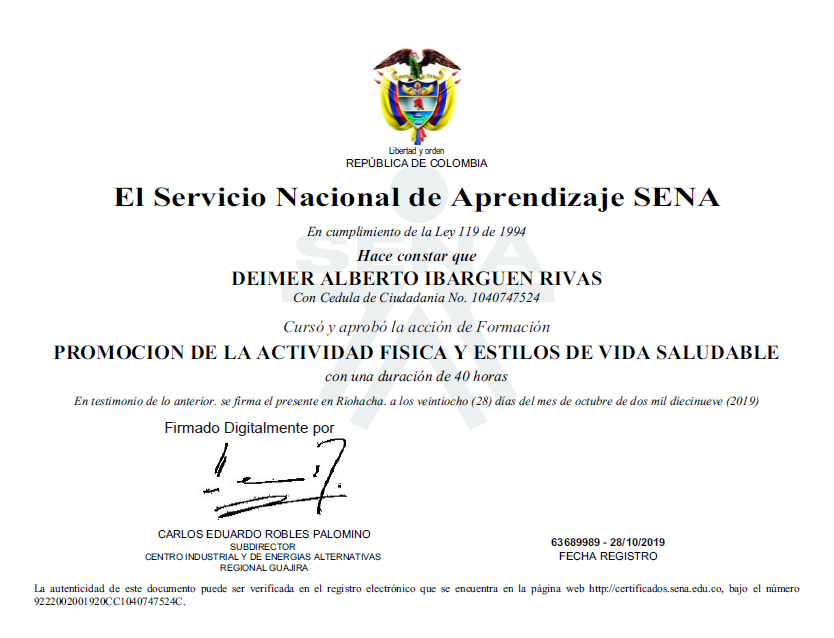 Libertad y orden
REPÚBLICA DE COLOMBIA
El Servicio Nacional de Aprendizaje SENA
En cumplimiento de la Ley 119 de 1994
SENA
Hace constar que
DEIMER ALBERTO IBARGUEN RIVAS
Con Cedula de Ciudadania No. 1040747524
Cursó y aprobó la acción de Formación
PROMOCION DE LA ACTIVIDAD FISICA Y ESTILOS DE VIDA SALUDABLE
con una duración de 40 horas
En testimonio de lo anterior. se firma el presente en Riohacha. a los veintiocho (28) días del mes de octubre de dos mil diecinueve (2019)
Firmado Digitalmente por
CARLOS EDUARDO ROBLES PALOMINO
SUBDIRECTOR
CENTRO INDUSTRIAL Y DE ENERGIAS ALTERNATIVAS
REGIONAL GUAJIRA
63689989 - 28/10/2019
FECHA REGISTRO
La autenticidad de este documento puede ser verificada en el registro electrónico que se encuentra en la página web http://certificados.sena.edu.co, bajo el número
9222002001920CC1040747524C.